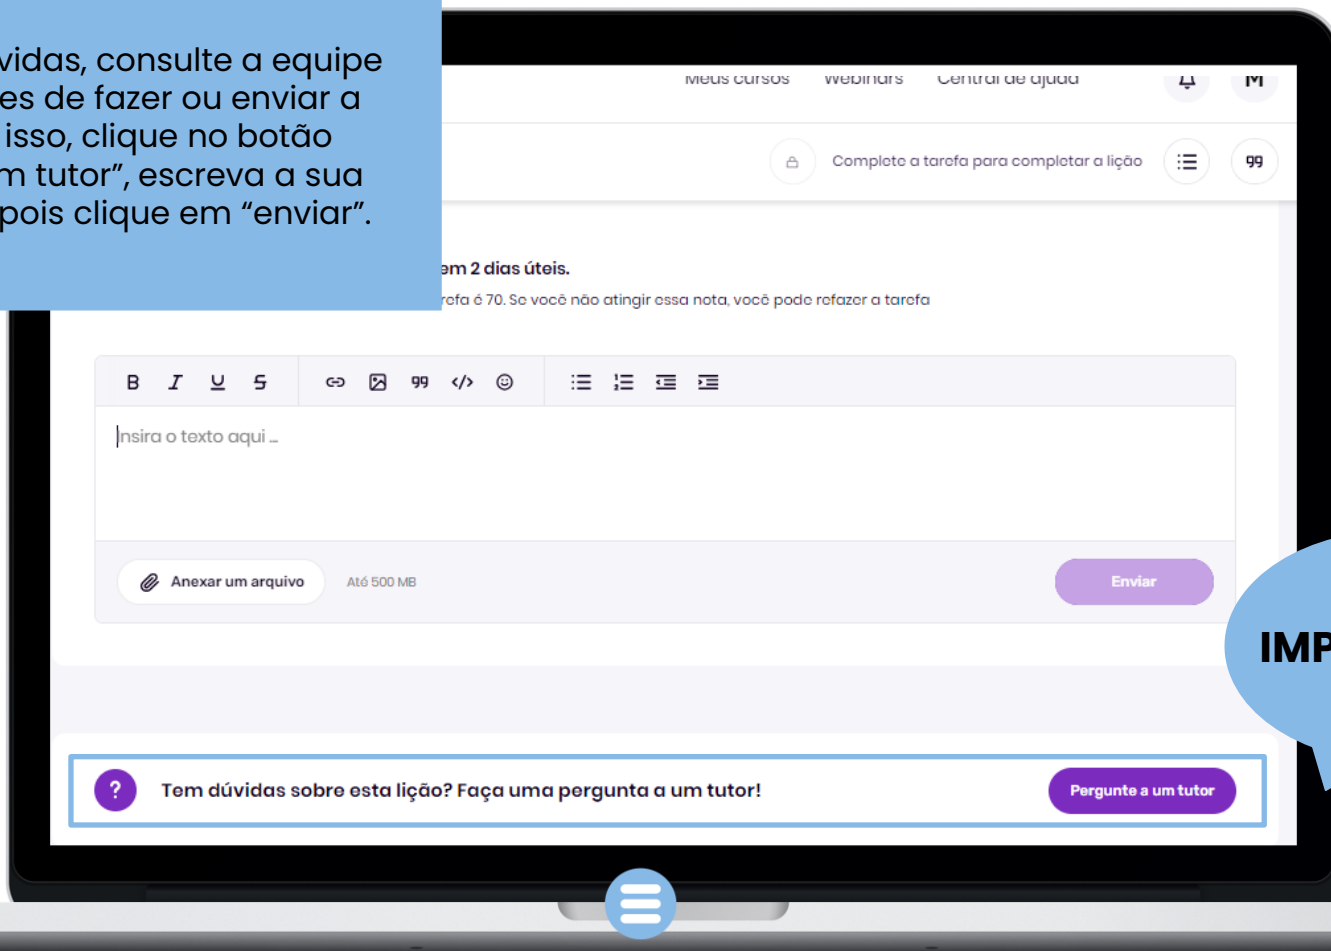 vidas, consulte a equipe
es de fazer ou enviar a
isso, clique no botão
m tutor”, escreva a sua
pois clique em “enviar”.
Meus cursos Webinars Central de ajuda M
Complete a tarefa para completar a lição
em 2 dias úteis.
refa é 70. Se você não atingir essa nota, você pode refazer a tarefa
B I U S
Insira o texto aqui ...
Anexar um arquivo Até 500 MB Enviar
IMP
? Tem dúvidas sobre esta lição? Faça uma pergunta a um tutor! Pergunte a um tutor